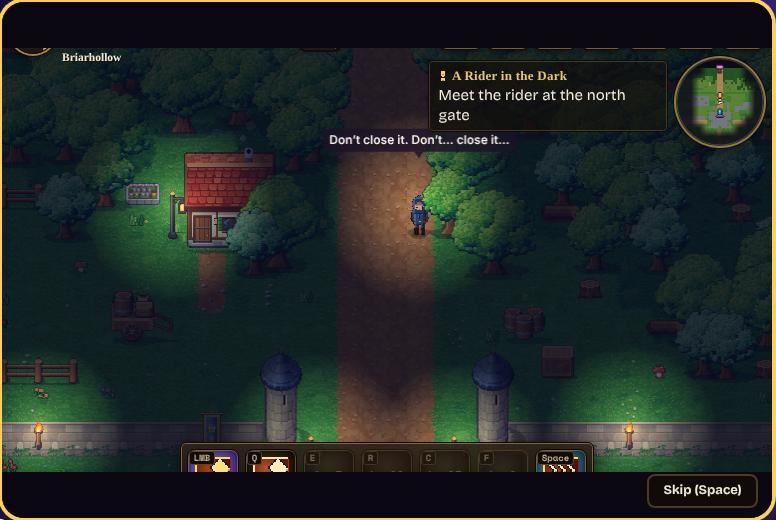 Briarhollow
A Rider in the Dark
Meet the rider at the north
gate
Don't close it. Don't... close it...
LMB
Q
E
R
C
F
Space
Skip (Space)